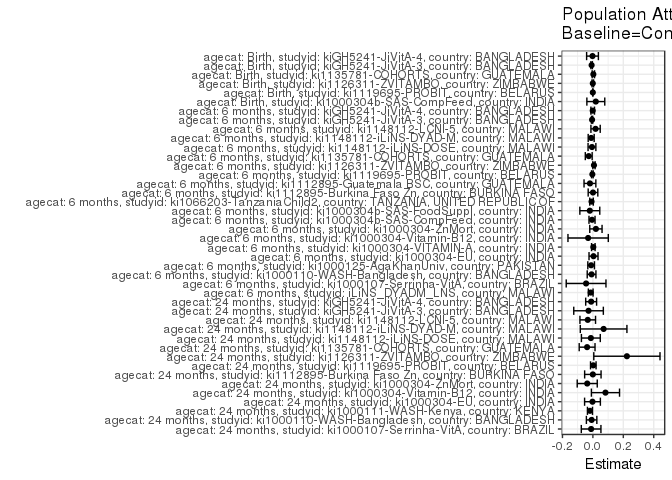 Population Att
Baseline=Con
agecat: Birth, studyid: kiGH5241-JiVitA-4, country: BANGLADESH
agecat: Birth, studyid: kiGH5241-JiVitA-3, country: BANGLADESH
agecat: Birth, studyid: ki1135781-COHORTS, country: GUATEMALA
agecat: Birth, studyid: ki1126311-ZVITAMBO, country: ZIMBABWE
agecat: Birth, studyid: ki1119695-PROBIT, country: BELARUS
agecat: Birth, studyid: ki1000304b-SAS-CompFeed, country: INDIA
agecat: 6 months, studyid: kiGH5241-JiVitA-4, country: BANGLADESH
agecat: 6 months, studyid: kiGH5241-JiVitA-3, country: BANGLADESH
agecat: 6 months, studyid: ki1148112-LCNI-5, country: MALAWI
agecat: 6 months, studyid: ki1148112-iLiNS-DYAD-M, country: MALAWI
agecat: 6 months, studyid: ki1148112-iLiNS-DOSE, country: MALAWI
agecat: 6 months, studyid: ki1135781-COHORTS, country: GUATEMALA
agecat: 6 months, studyid: ki1126311-ZVITAMBO, country: ZIMBABWE
agecat: 6 months, studyid: ki1119695-PROBIT, country: BELARUS
agecat: 6 months, studyid: ki1112895-Guatemala BSC, country: GUATEMALA
agecat: 6 months, studyid: ki1112895-Burkina Faso Zn, country: BURKINA FASO
agecat: 6 months, studyid: ki1066203-TanzaniaChild2, country: TANZANIA, UNITED REPUBLIC OF
agecat: 6 months, studyid: ki1000304b-SAS-FoodSuppl, country: INDIA
agecat: 6 months, studyid: ki1000304b-SAS-CompFeed, country: INDIA
agecat: 6 months, studyid: ki1000304-ZnMort, country: INDIA
agecat: 6 months, studyid: ki1000304-Vitamin-B12, country: INDIA
agecat: 6 months, studyid: ki1000304-VITAMIN-A, country: INDIA
agecat: 6 months, studyid: ki1000304-EU, country: INDIA
agecat: 6 months, studyid: ki1000125-AgaKhanUniv, country: PAKISTAN
agecat: 6 months, studyid: ki1000110-WASH-Bangladesh, country: BANGLADESH
agecat: 6 months, studyid: ki1000107-Serrinha-VitA, country: BRAZIL
agecat: 6 months, studyid: iLiNS_DYADM_LNS, country: MALAWI
agecat: 24 months, studyid: kiGH5241-JiVitA-4, country: BANGLADESH
agecat: 24 months, studyid: kiGH5241-JiVitA-3, country: BANGLADESH
agecat: 24 months, studyid: ki1148112-LCNI-5, country: MALAWI
agecat: 24 months, studyid: ki1148112-iLiNS-DYAD-M, country: MALAWI
agecat: 24 months, studyid: ki1148112-iLiNS-DOSE, country: MALAWI
agecat: 24 months, studyid: ki1135781-COHORTS, country: GUATEMALA
agecat: 24 months, studyid: ki1126311-ZVITAMBO, country: ZIMBABWE
agecat: 24 months, studyid: ki1119695-PROBIT, country: BELARUS
agecat: 24 months, studyid: ki1112895-Burkina Faso Zn, country: BURKINA FASO
agecat: 24 months, studyid: ki1000304-ZnMort, country: INDIA
agecat: 24 months, studyid: ki1000304-Vitamin-B12, country: INDIA
agecat: 24 months, studyid: ki1000304-EU, country: INDIA
agecat: 24 months, studyid: ki1000111-WASH-Kenya, country: KENYA
agecat: 24 months, studyid: ki1000110-WASH-Bangladesh, country: BANGLADESH
agecat: 24 months, studyid: ki1000107-Serrinha-VitA, country: BRAZIL
-0.2 0.0 0.2 0.4
Estimate